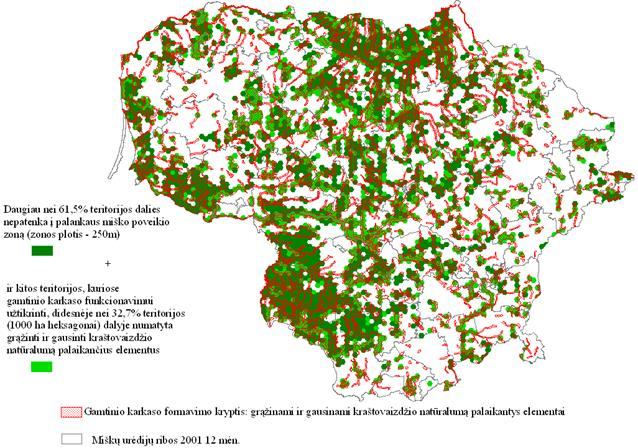 Daugiau nei 61,5% teritorijos dalies
nepatenka į palankaus miško poveikio
zoną (zonos plotis - 250m)
+
ir kitos teritorijos, kuriose
gamtinio karkaso funkcionavimui
užtikrinti, didesnėje nei 32,7% teritorijos
(1000 ha heksagonai) dalyje numatyta
grąžinti ir gausinti kraštovaizdžio
natūralumą palaikančius elementus
Gamtinio karkaso formavimo kryptis: grąžinami ir gausinami kraštovaizdžio natūralumą palaikantys elementai
Miškų urėdijų ribos 2001 12 mėn.